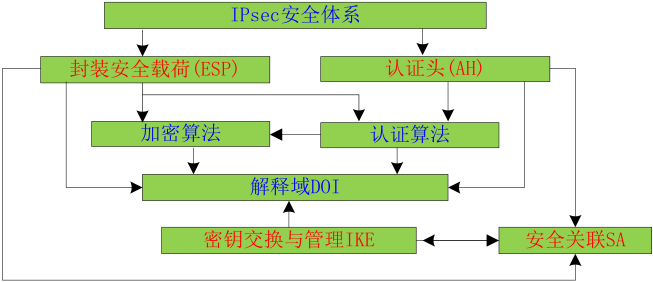 IPsec安全体系
封装安全载荷(ESP)
认证头(AH)
加密算法
认证算法
解释域DOI
密钥交换与管理IKE
安全关联SA